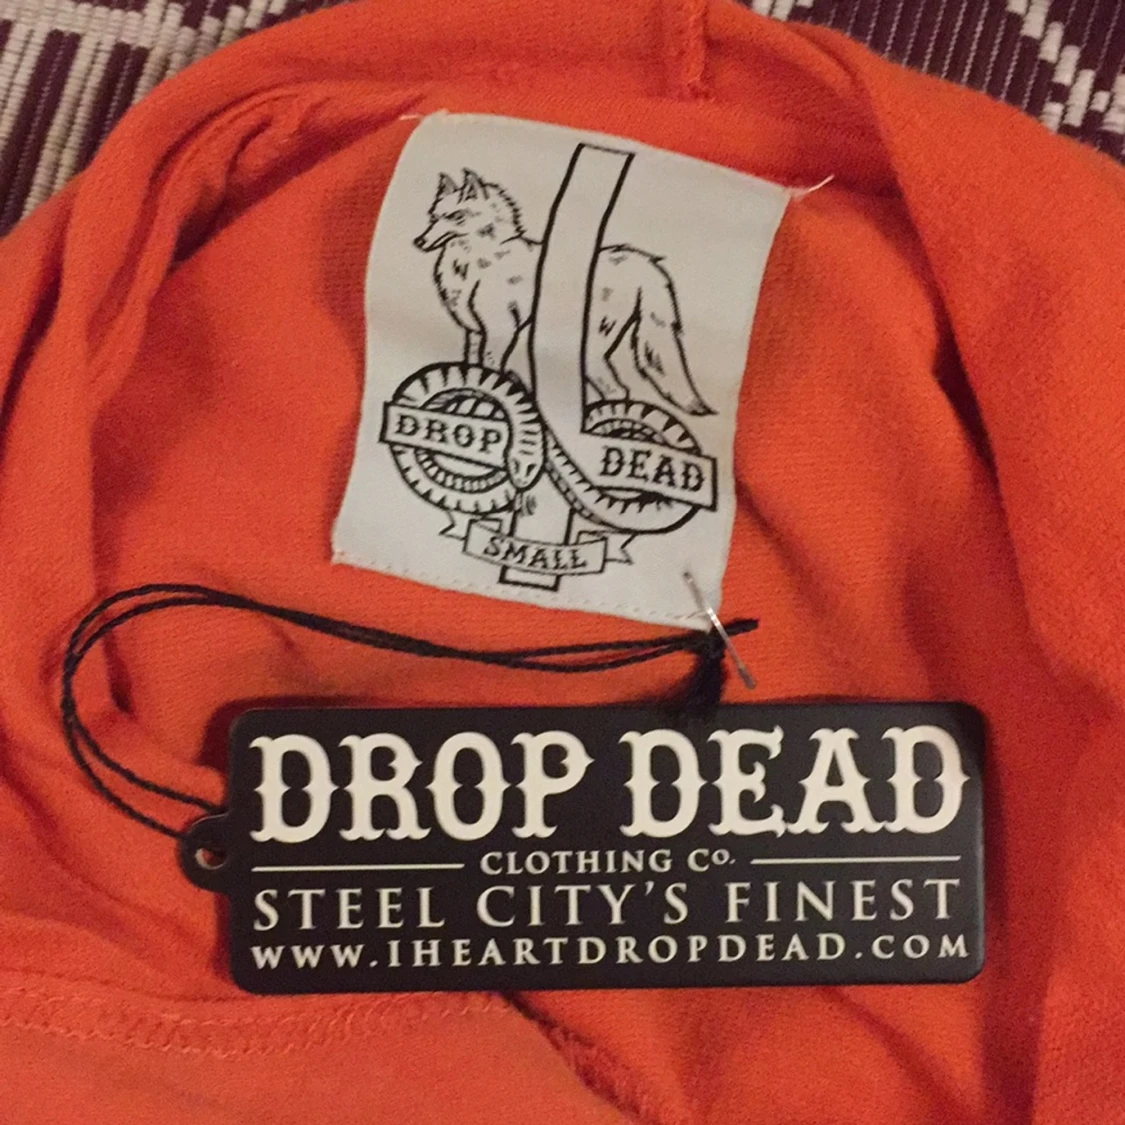 DROP
DEAD
SMALL
DROP DEAD
CLOTHING Co.
STEEL CITY'S FINEST
WWW.IHEARTDROPDEAD.COM